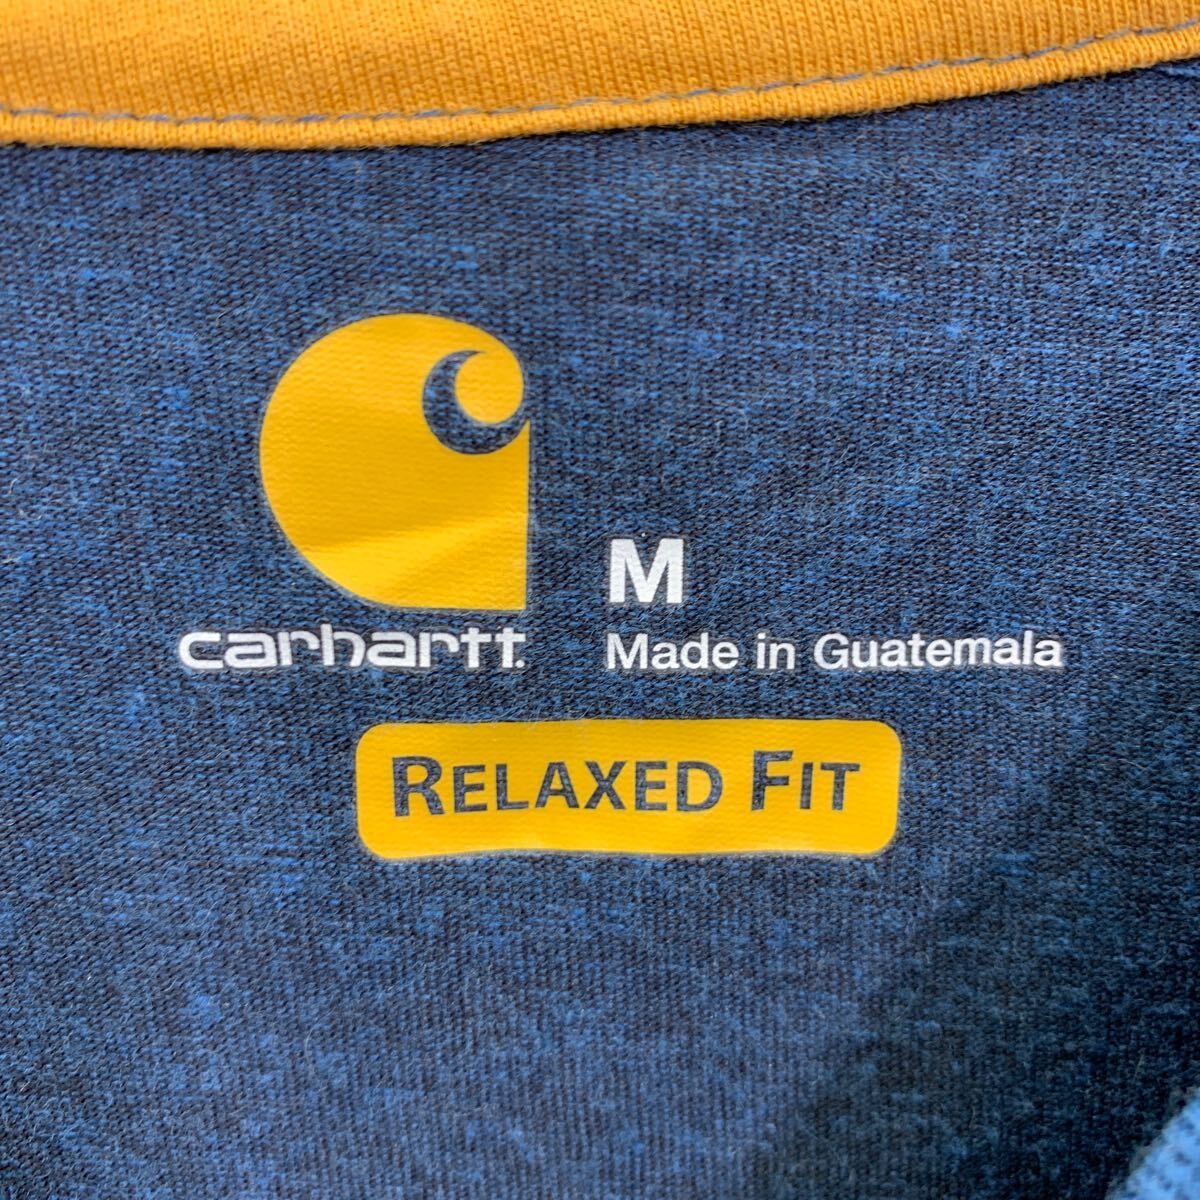 M
carhartt.
Made in Guatemala
RELAXED FIT